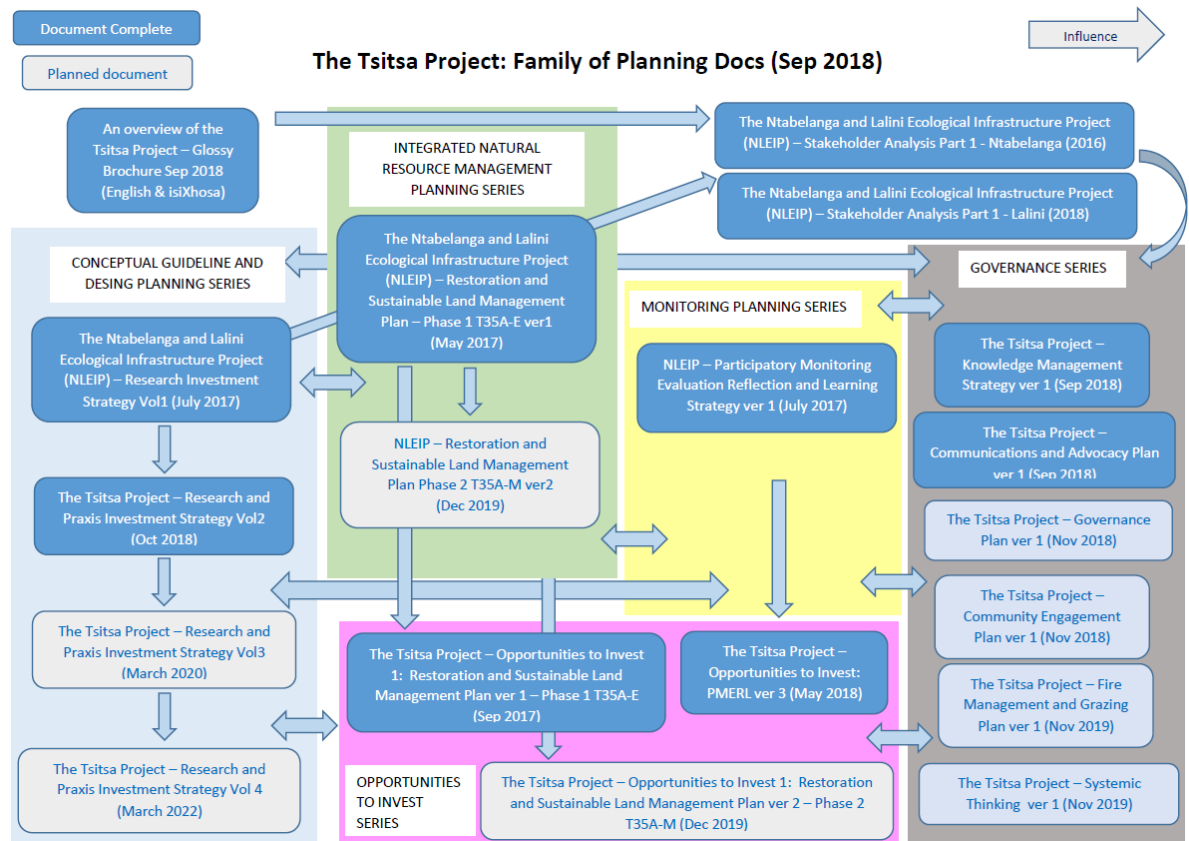 Document Complete
Planned document
The Tsitsa Project: Family of Planning Docs (Sep 2018)
Influence
An overview of the
Tsitsa Project – Glossy
Brochure Sep 2018
(English & isiXhosa)
INTEGRATED NATURAL
RESOURCE MANAGEMENT
PLANNING SERIES
The Ntabelanga and Lalini Ecological Infrastructure Project
(NLEIP) – Stakeholder Analysis Part 1 - Ntabelanga (2016)
The Ntabelanga and Lalini Ecological Infrastructure Project
(NLEIP) – Stakeholder Analysis Part 1 - Lalini (2018)
CONCEPTUAL GUIDELINE AND
DESING PLANNING SERIES
The Ntabelanga and Lalini
Ecological Infrastructure Project
(NLEIP) – Research Investment
Strategy Vol1 (July 2017)
The Tsitsa Project – Research and
Praxis Investment Strategy Vol2
(Oct 2018)
The Tsitsa Project – Research and
Praxis Investment Strategy Vol3
(March 2020)
The Tsitsa Project – Research and
Praxis Investment Strategy Vol 4
(March 2022)
The Ntabelanga and Lalini
Ecological Infrastructure Project
(NLEIP) – Restoration and
Sustainable Land Management
Plan – Phase 1 T35A-E ver1
(May 2017)
NLEIP – Restoration and
Sustainable Land Management
Plan Phase 2 T35A-M ver2
(Dec 2019)
MONITORING PLANNING SERIES
NLEIP – Participatory Monitoring
Evaluation Reflection and Learning
Strategy ver 1 (July 2017)
GOVERNANCE SERIES
The Tsitsa Project –
Knowledge Management
Strategy ver 1 (Sep 2018)
The Tsitsa Project –
Communications and Advocacy Plan
ver 1 (Sep 2018)
The Tsitsa Project – Governance
Plan ver 1 (Nov 2018)
The Tsitsa Project –
Community Engagement
Plan ver 1 (Nov 2018)
The Tsitsa Project – Fire
Management and Grazing
Plan ver 1 (Nov 2019)
The Tsitsa Project – Systemic
Thinking  ver 1 (Nov 2019)
The Tsitsa Project – Opportunities to Invest
1:  Restoration and Sustainable Land
Management Plan ver 1 – Phase 1 T35A-E
(Sep 2017)
The Tsitsa Project –
Opportunities to Invest:
PMERL ver 3 (May 2018)
OPPORTUNITIES
TO INVEST
SERIES
The Tsitsa Project – Opportunities to Invest 1:  Restoration
and Sustainable Land Management Plan ver 2 – Phase 2
T35A-M (Dec 2019)